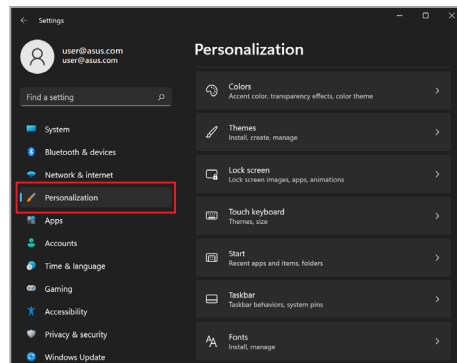 Settings
user@asus.com
user@asus.com
Find a setting
System
Bluetooth & devices
Network & internet
Personalization
Apps
Accounts
Time & language
Gaming
Accessibility
Privacy & security
Windows Update
Personalization
Colors
Accent color, transparency effects, color theme
Themes
Install, create, manage
Lock screen
Lock screen images, apps, animations
Touch keyboard
Themes, size
Start
Recent apps and items, folders
Taskbar
Taskbar behaviors, system pins
Fonts
Install, manage